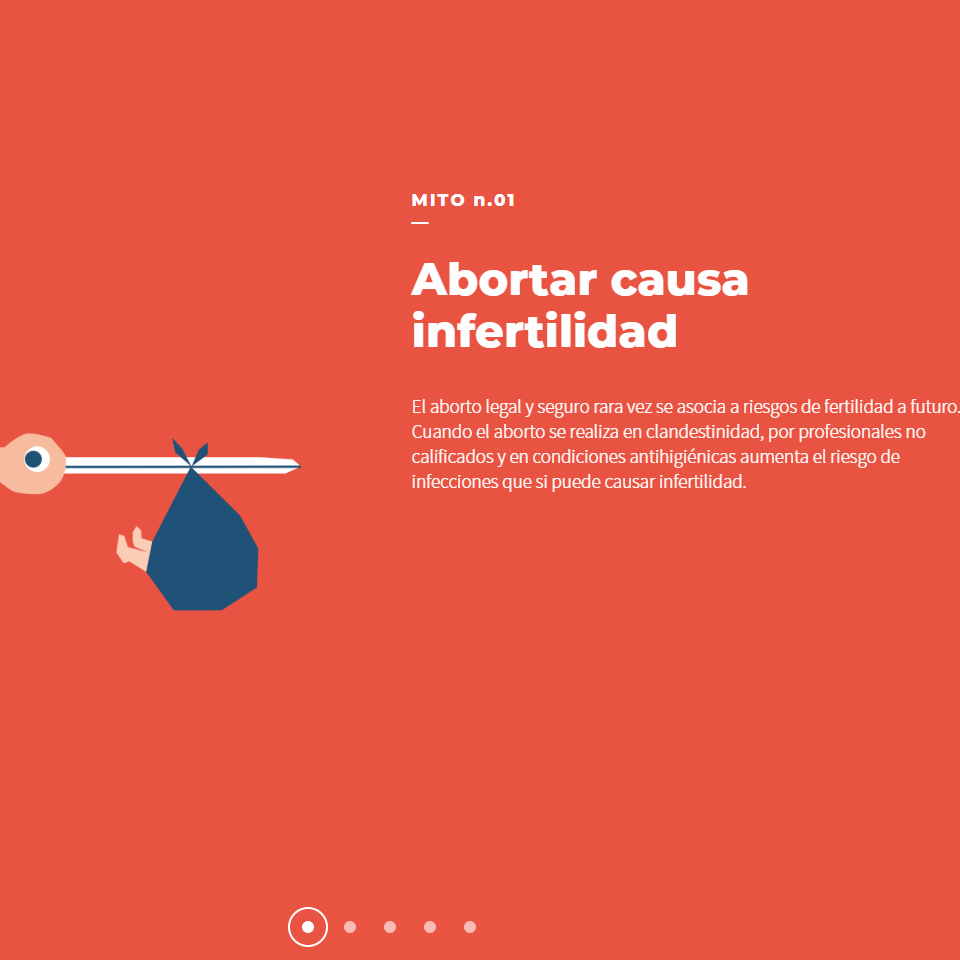 MITO n.01
Abortar causa
infertilidad
El aborto legal y seguro rara vez se asocia a riesgos de fertilidad a futuro.
Cuando el aborto se realiza en clandestinidad, por profesionales no
calificados y en condiciones antihigiénicas aumenta el riesgo de
infecciones que si puede causar infertilidad.